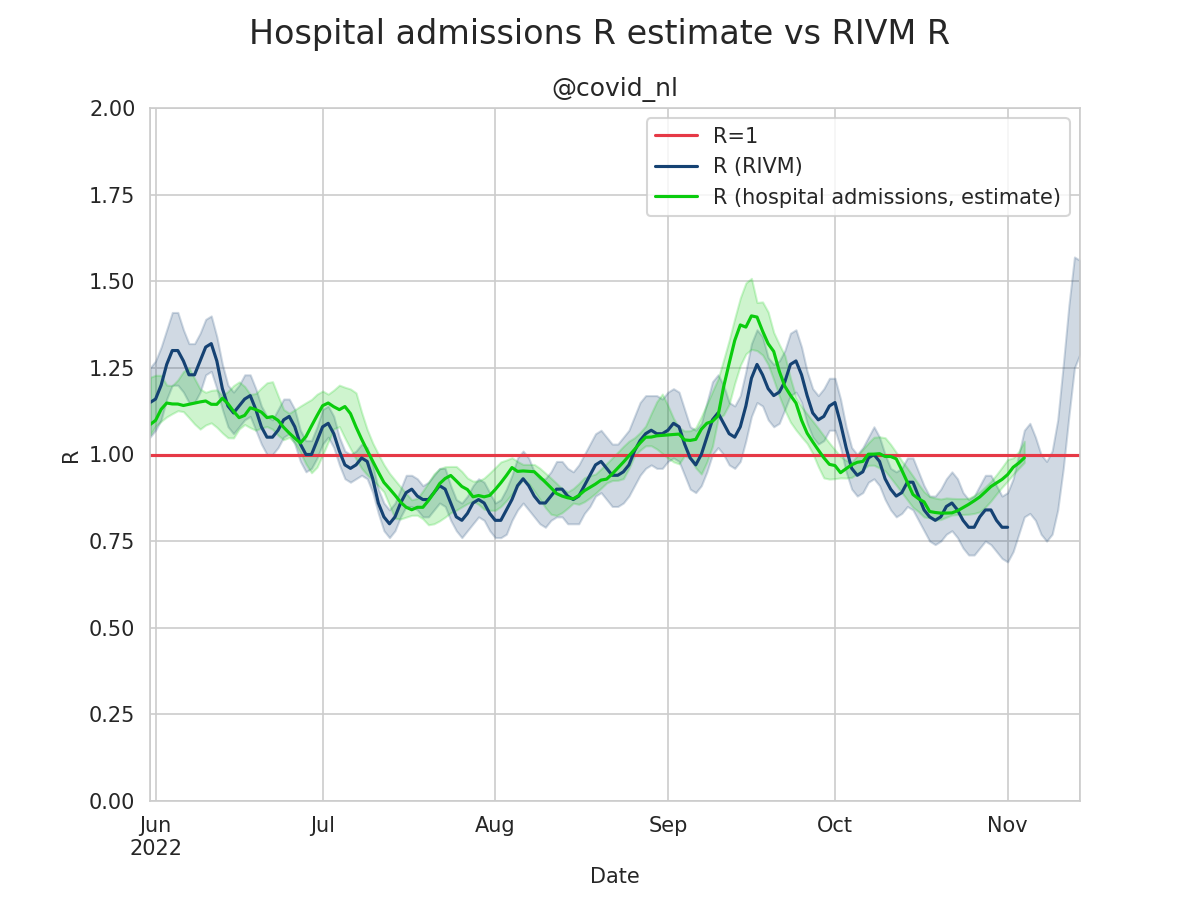 Hospital admissions R estimate vs RIVM R
@covid_nl
R=1
R (RIVM)
R (hospital admissions, estimate)
2.00
1.75
1.50
1.25
1.00
0.75
0.50
0.25
0.00
R
Jun Jul Aug Sep Oct Nov
2022
Date